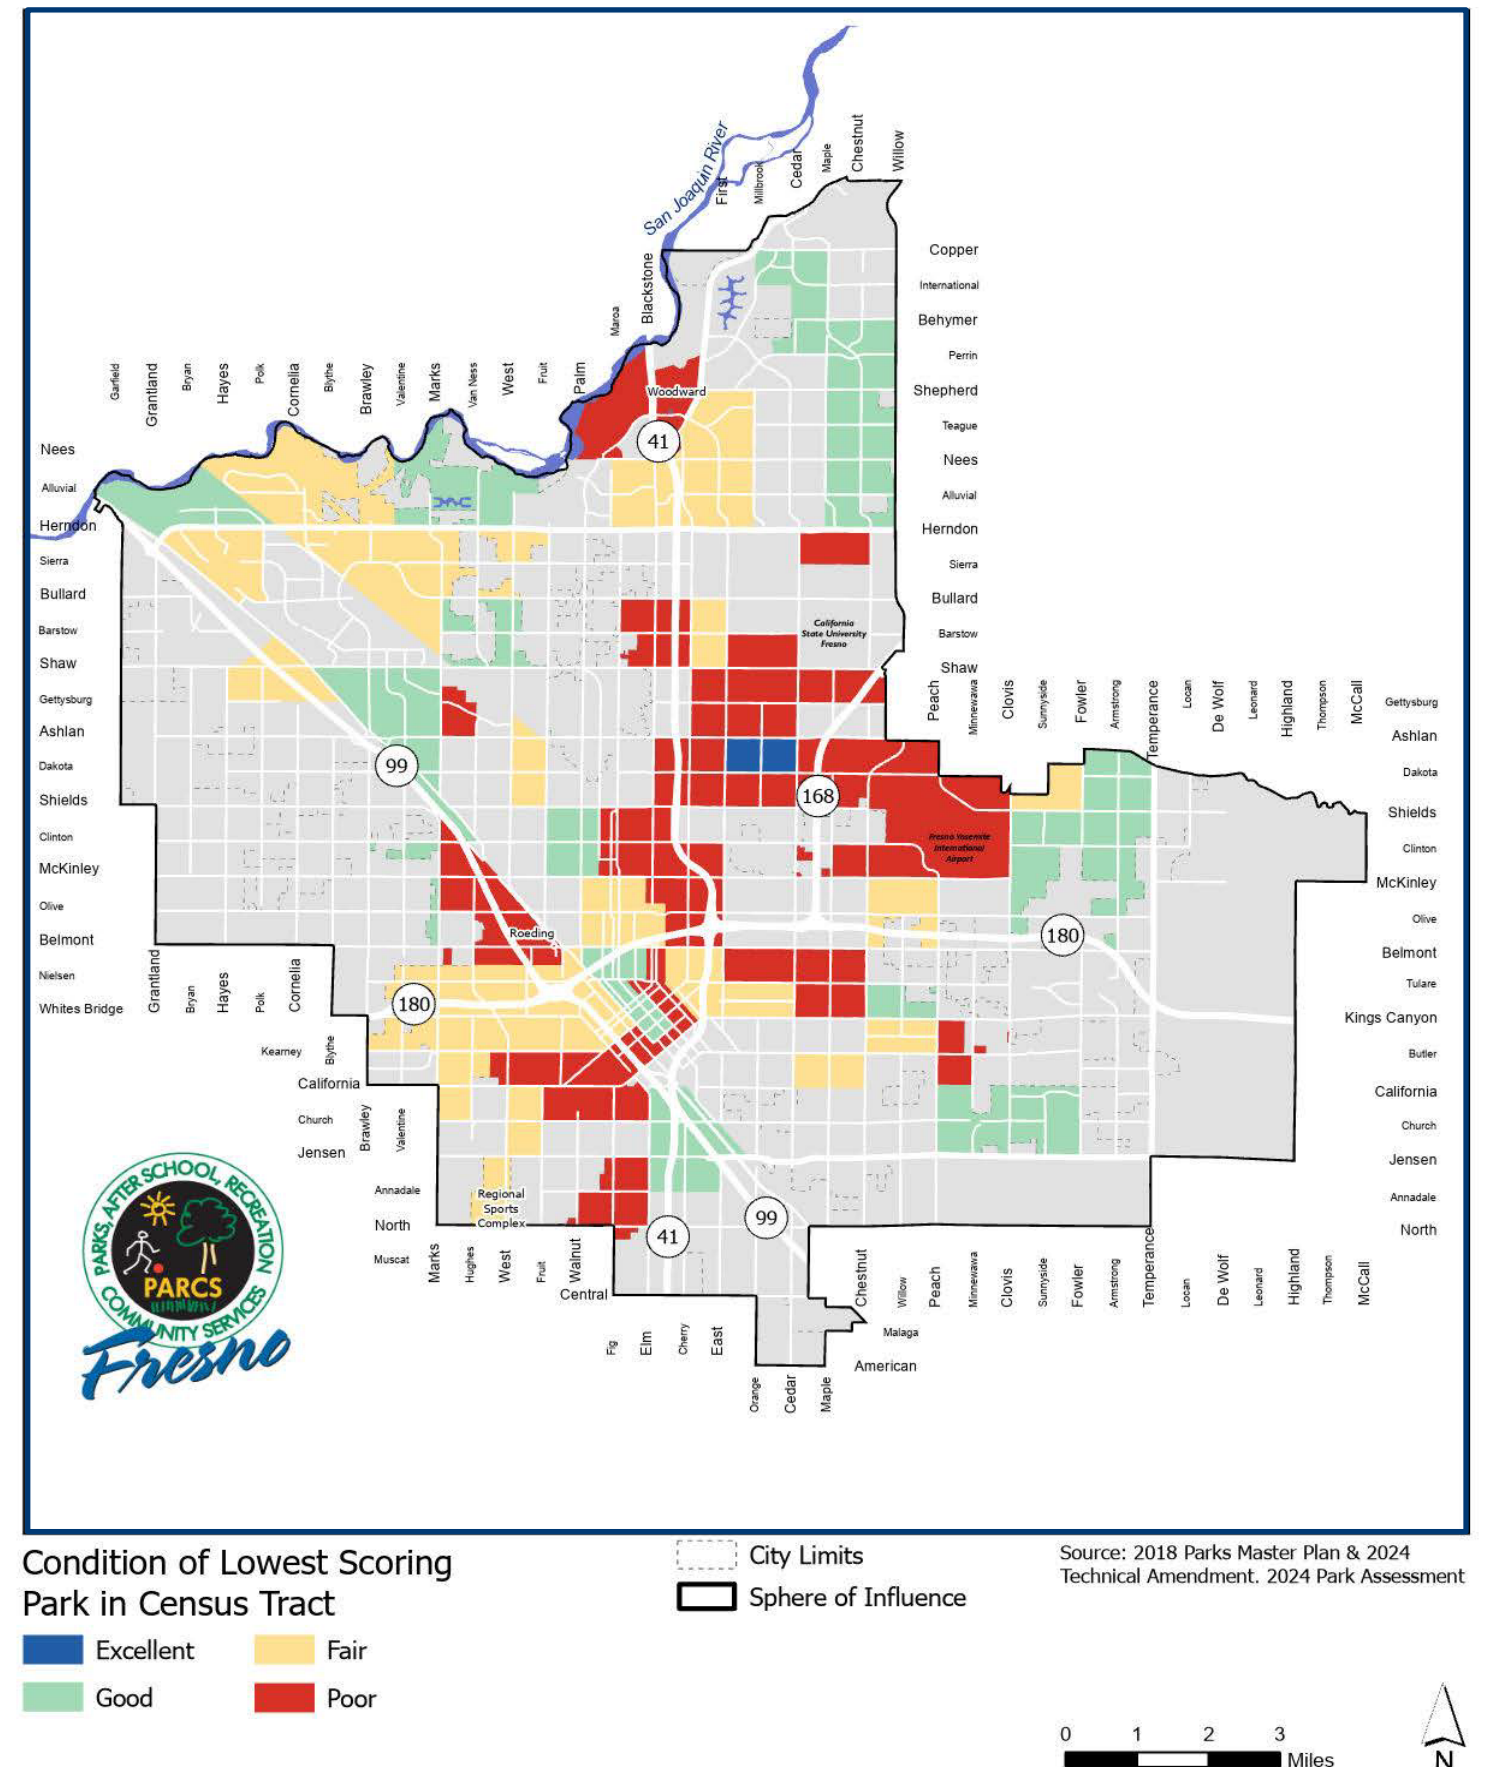 San Joaquin River
First
Millbrook
Cedar
Maple
Chestnut
Willow
Copper
International
Behymer
Perrin
Shepherd
Teague
Nees
Alluvial
Herndon
Sierra
Bullard
Barstow
Shaw
Garfield
Grantland
Bryan
Hayes
Polk
Cornelia
Blythe
Brawley
Valentine
Marks
Van Ness
West
Fruit
Palm
Maroa
Blackstone
Nees
Alluvial
Herndon
Sierra
Bullard
Barstow
Shaw
Gettysburg
Ashlan
Dakota
Shields
Clinton
McKinley
Olive
Belmont
Nielsen
Whites Bridge
Woodward
41
California
State University
Fresno
99
168
Fresno Yosemite
International
Airport
Roeding
180
180
Peach
Minnewawa
Clovis
Sunnyside
Fowler
Armstrong
Temperance
Locan
De Wolf
Leonard
Highland
Thompson
McCall
Gettysburg
Ashlan
Dakota
Shields
Clinton
McKinley
Olive
Belmont
Tulare
Kings Canyon
Butler
California
Church
Jensen
Annadale
North
Grantland
Bryan
Hayes
Polk
Cornelia
Kearney
Blythe
California
Church
Brawley
Valentine
Jensen
Annadale
North
Muscat
Regional
Sports
Complex
41
99
Marks
Hughes
West
Fruit
Walnut
Central
Fig
Elm
Cherry
East
Orange
Cedar
Maple
Malaga
American
Chestnut
Willow
Peach
Minnewawa
Clovis
Sunnyside
Fowler
Armstrong
Temperance
Locan
De Wolf
Leonard
Highland
Thompson
McCall
PARKS, AFTER SCHOOL, RECREATION
PARCS
COMMUNITY SERVICES
Fresno
Condition of Lowest Scoring
Park in Census Tract
Excellent
Fair
Good
Poor
City Limits
Sphere of Influence
Source: 2018 Parks Master Plan & 2024
Technical Amendment. 2024 Park Assessment
0 1 2 3
Miles
N